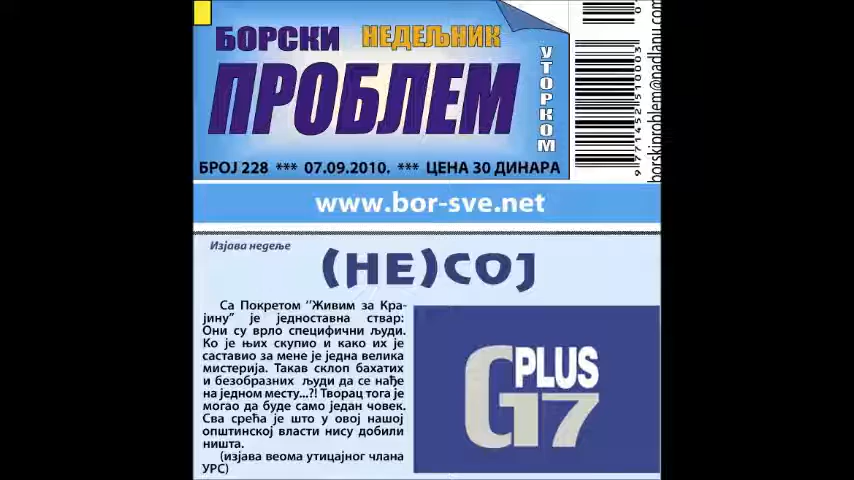 БОРСКИ НЕДЕЉНИК
ПРОБЛЕМ
УТОРКОМ
БРОЈ 228 *** 07.09.2010. *** ЦЕНА 30 ДИНАРА
9771452510003
borskiproblem@nadlanu.com
www.bor-sve.net
Изјава недеље
(НЕ)СОЈ
Са Покретом ‘’Живим за Кра-
јину” је једноставна ствар:
Они су врло специфични људи.
Ко је њих скупио и како их је
саставио за мене је једна велика
мистерија. Такав склоп бахатих
и безобразних људи да се нађе
на једном месту...?! Творац тога је
могао да буде само један човек.
Сва срећа је што у овој нашој
општинској власти нису добили
ништа.
(изјава веома утицајног члана
УРС)
G17
PLUS